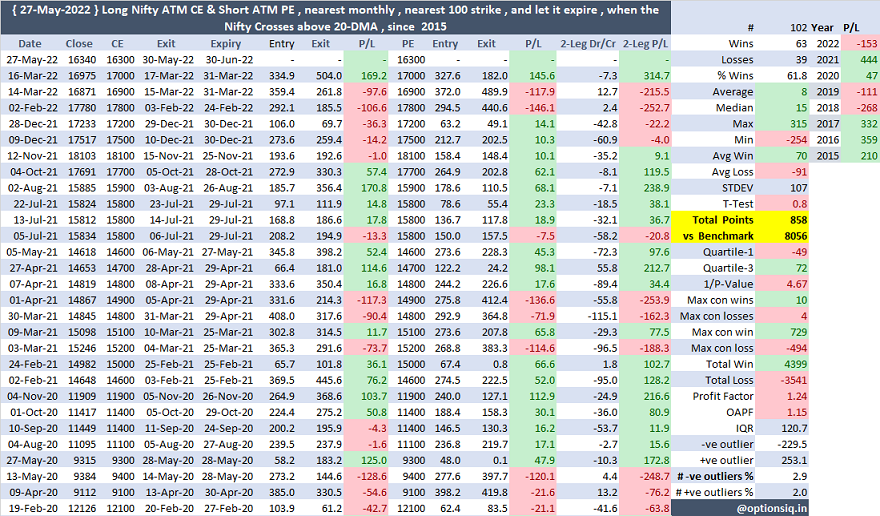 { 27-May-2022 } Long Nifty ATM CE & Short ATM PE , nearest monthly , nearest 100 strike , and let it expire , when the
Nifty Crosses above 20-DMA , since 2015
# 102 Year P/L
Wins 63 2022 -153
Date Close CE Exit Expiry Entry Exit P/L PE Entry Exit P/L 2-Leg Dr/Cr 2-Leg P/L Losses 39 2021 444
27-May-22 16340 16300 30-May-22 30-Jun-22 - - - 16300 - - - - - % Wins 61.8 2020 47
16-Mar-22 16975 17000 17-Mar-22 31-Mar-22 334.9 504.0 169.2 17000 327.6 182.0 145.6 -7.3 314.7 Average 8 2019 -111
14-Mar-22 16871 16900 15-Mar-22 31-Mar-22 359.4 261.8 -97.6 16900 372.0 489.9 -117.9 12.7 -215.5 Median 15 2018 -268
02-Feb-22 17780 17800 03-Feb-22 24-Feb-22 292.1 185.5 -106.6 17800 294.5 440.6 -146.1 2.4 -252.7 Max 315 2017 332
28-Dec-21 17233 17200 29-Dec-21 30-Dec-21 106.0 69.7 -36.3 17200 63.2 49.1 14.1 -42.8 -22.2 Min -254 2016 359
09-Dec-21 17517 17500 10-Dec-21 30-Dec-21 273.6 259.4 -14.2 17500 212.7 202.5 10.3 -60.9 -4.0 Avg Win 70 2015 210
12-Nov-21 18103 18100 15-Nov-21 25-Nov-21 193.6 192.6 -1.0 18100 158.4 148.4 10.1 -35.2 9.1 Avg Loss -91
04-Oct-21 17691 17700 05-Oct-21 28-Oct-21 272.9 330.3 57.4 17700 264.9 202.8 62.1 -8.1 119.5 STDEV 107
02-Aug-21 15885 15900 03-Aug-21 26-Aug-21 185.7 356.4 170.8 15900 178.6 110.5 68.1 -7.1 238.9 T-Test 0.8
22-Jul-21 15824 15800 23-Jul-21 29-Jul-21 97.1 111.9 14.8 15800 78.6 55.4 23.3 -18.5 38.1 Total Points 858
13-Jul-21 15812 15800 14-Jul-21 29-Jul-21 168.8 186.6 17.8 15800 136.7 117.8 18.9 -32.1 36.7 vs Benchmark 8056
05-Jul-21 15834 15800 06-Jul-21 29-Jul-21 208.2 194.9 -13.3 15800 150.0 157.5 -7.5 -58.2 -20.8 Quartile-1 -49
05-May-21 14618 14600 06-May-21 27-May-21 345.8 398.2 52.4 14600 273.6 228.3 45.3 -72.3 97.6 Quartile-3 72
27-Apr-21 14653 14700 28-Apr-21 29-Apr-21 66.4 181.0 114.6 14700 122.2 24.2 98.1 55.8 212.7 1/P-Value 4.67
07-Apr-21 14819 14800 08-Apr-21 29-Apr-21 333.6 350.4 16.8 14800 244.2 226.6 17.6 -89.4 34.4 Max con wins 10
01-Apr-21 14867 14900 05-Apr-21 29-Apr-21 331.6 214.3 -117.3 14900 275.8 412.4 -136.6 -55.8 -253.9 Max con losses 4
30-Mar-21 14845 14800 31-Mar-21 29-Apr-21 408.0 317.6 -90.4 14800 292.9 364.8 -71.9 -115.1 -162.3 Max con win 729
09-Mar-21 15098 15100 10-Mar-21 25-Mar-21 302.8 314.5 11.7 15100 273.6 207.8 65.8 -29.3 77.5 Max con loss -494
03-Mar-21 15246 15200 04-Mar-21 25-Mar-21 365.3 291.6 -73.7 15200 268.8 383.3 -114.6 -96.5 -188.3 Total Win 4399
24-Feb-21 14982 15000 25-Feb-21 25-Feb-21 65.7 101.8 36.1 15000 67.4 0.8 66.6 1.8 102.7 Total Loss -3541
02-Feb-21 14648 14600 03-Feb-21 25-Feb-21 369.5 445.6 76.2 14600 274.5 222.5 52.0 -95.0 128.2 Profit Factor 1.24
04-Nov-20 11909 11900 05-Nov-20 26-Nov-20 264.9 368.6 103.7 11900 240.0 127.1 112.9 -24.9 216.6 OAPF 1.15
01-Oct-20 11417 11400 05-Oct-20 29-Oct-20 224.4 275.2 50.8 11400 188.4 158.3 30.1 -36.0 80.9 IQR 120.7
10-Sep-20 11449 11400 11-Sep-20 24-Sep-20 200.2 195.9 -4.3 11400 146.5 130.3 16.2 -53.7 11.9 -ve outlier -229.5
04-Aug-20 11095 11100 05-Aug-20 27-Aug-20 239.5 237.9 -1.6 11100 236.8 219.7 17.1 -2.7 15.6 +ve outlier 253.1
27-May-20 9315 9300 28-May-20 28-May-20 58.2 183.2 125.0 9300 48.0 0.1 47.9 -10.3 172.8 # -ve outliers % 2.9
13-May-20 9384 9400 14-May-20 28-May-20 273.2 144.6 -128.6 9400 277.6 397.7 -120.1 4.4 -248.7 # +ve outliers % 2.0
09-Apr-20 9112 9100 13-Apr-20 30-Apr-20 385.0 330.5 -54.6 9100 398.2 419.8 -21.6 13.2 -76.2
19-Feb-20 12126 12100 20-Feb-20 27-Feb-20 103.9 61.2 -42.7 12100 62.4 83.5 -21.1 -41.6 -63.8 @optionsiq.in